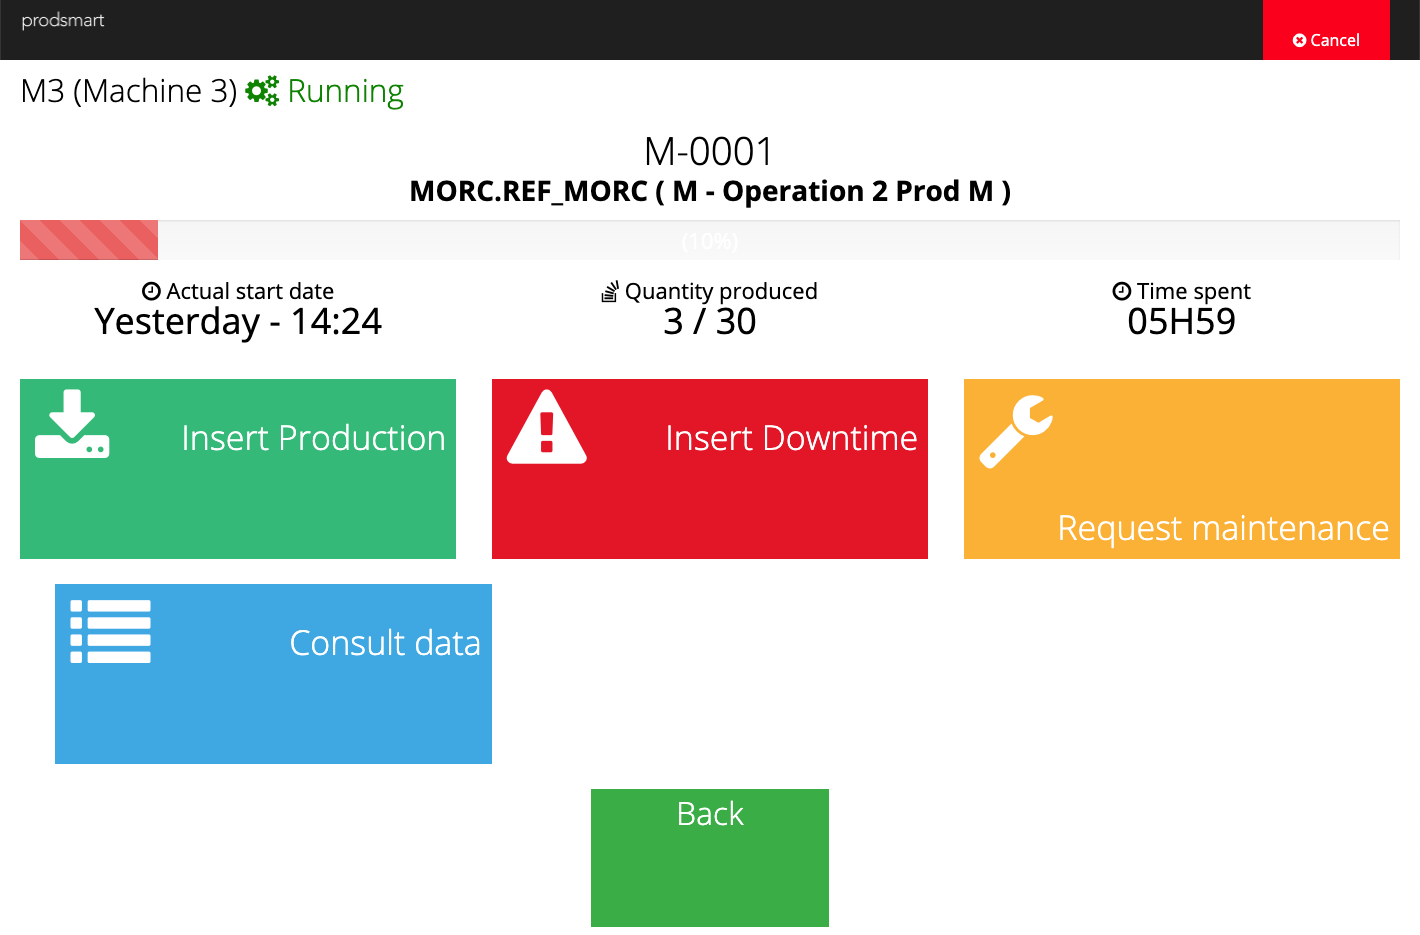 prodsmart
Cancel
M3 (Machine 3) Running
M-0001
MORC.REF_MORC ( M - Operation 2 Prod M )
(10%)
Actual start date
Yesterday - 14:24
Quantity produced
3 / 30
Time spent
05H59
Insert Production
Insert Downtime
Request maintenance
Consult data
Back